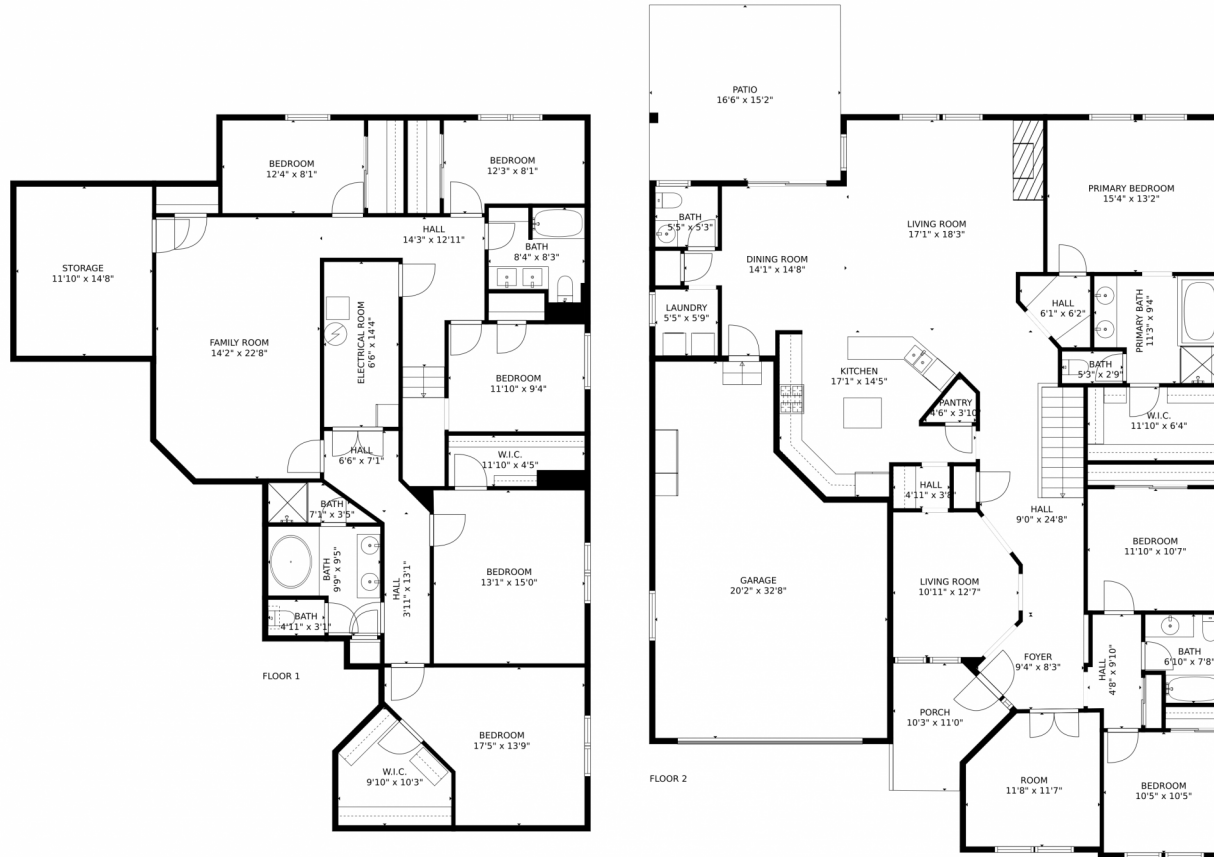 BEDROOM
12'4" x 8'1"
BEDROOM
12'3" x 8'1"
HALL
14'3" x 12'11"
BATH
8'4" x 8'3"
STORAGE
11'10" x 14'8"
FAMILY ROOM
14'2" x 22'8"
ELECTRICAL ROOM
6'6" x 14'4"
BEDROOM
11'10" x 9'4"
HALL
6'6" x 7'1"
W.I.C.
11'10" x 4'5"
BATH
7'1" x 3'5"
BATH
9'9" x 9'5"
HALL
3'11" x 13'1"
BEDROOM
13'1" x 15'0"
BATH
4'11" x 3'1"
FLOOR 1
BEDROOM
17'5" x 13'9"
W.I.C.
9'10" x 10'3"
PATIO
16'6" x 15'2"
BATH
5'5" x 5'3"
LIVING ROOM
17'1" x 18'3"
PRIMARY BEDROOM
15'4" x 13'2"
DINING ROOM
14'1" x 14'8"
LAUNDRY
5'5" x 5'9"
HALL
6'1" x 6'2"
PRIMARY BATH
11'3" x 9'4"
BATH
5'3" x 2'9"
KITCHEN
17'1" x 14'5"
PANTRY
4'6" x 3'10"
W.I.C.
11'10" x 6'4"
HALL
4'11" x 3'8"
HALL
9'0" x 24'8"
BEDROOM
11'10" x 10'7"
GARAGE
20'2" x 32'8"
LIVING ROOM
10'11" x 12'7"
FOYER
9'4" x 8'3"
HALL
4'8" x 9'10"
BATH
6'10" x 7'8"
PORCH
10'3" x 11'0"
FLOOR 2
ROOM
11'8" x 11'7"
BEDROOM
10'5" x 10'5"